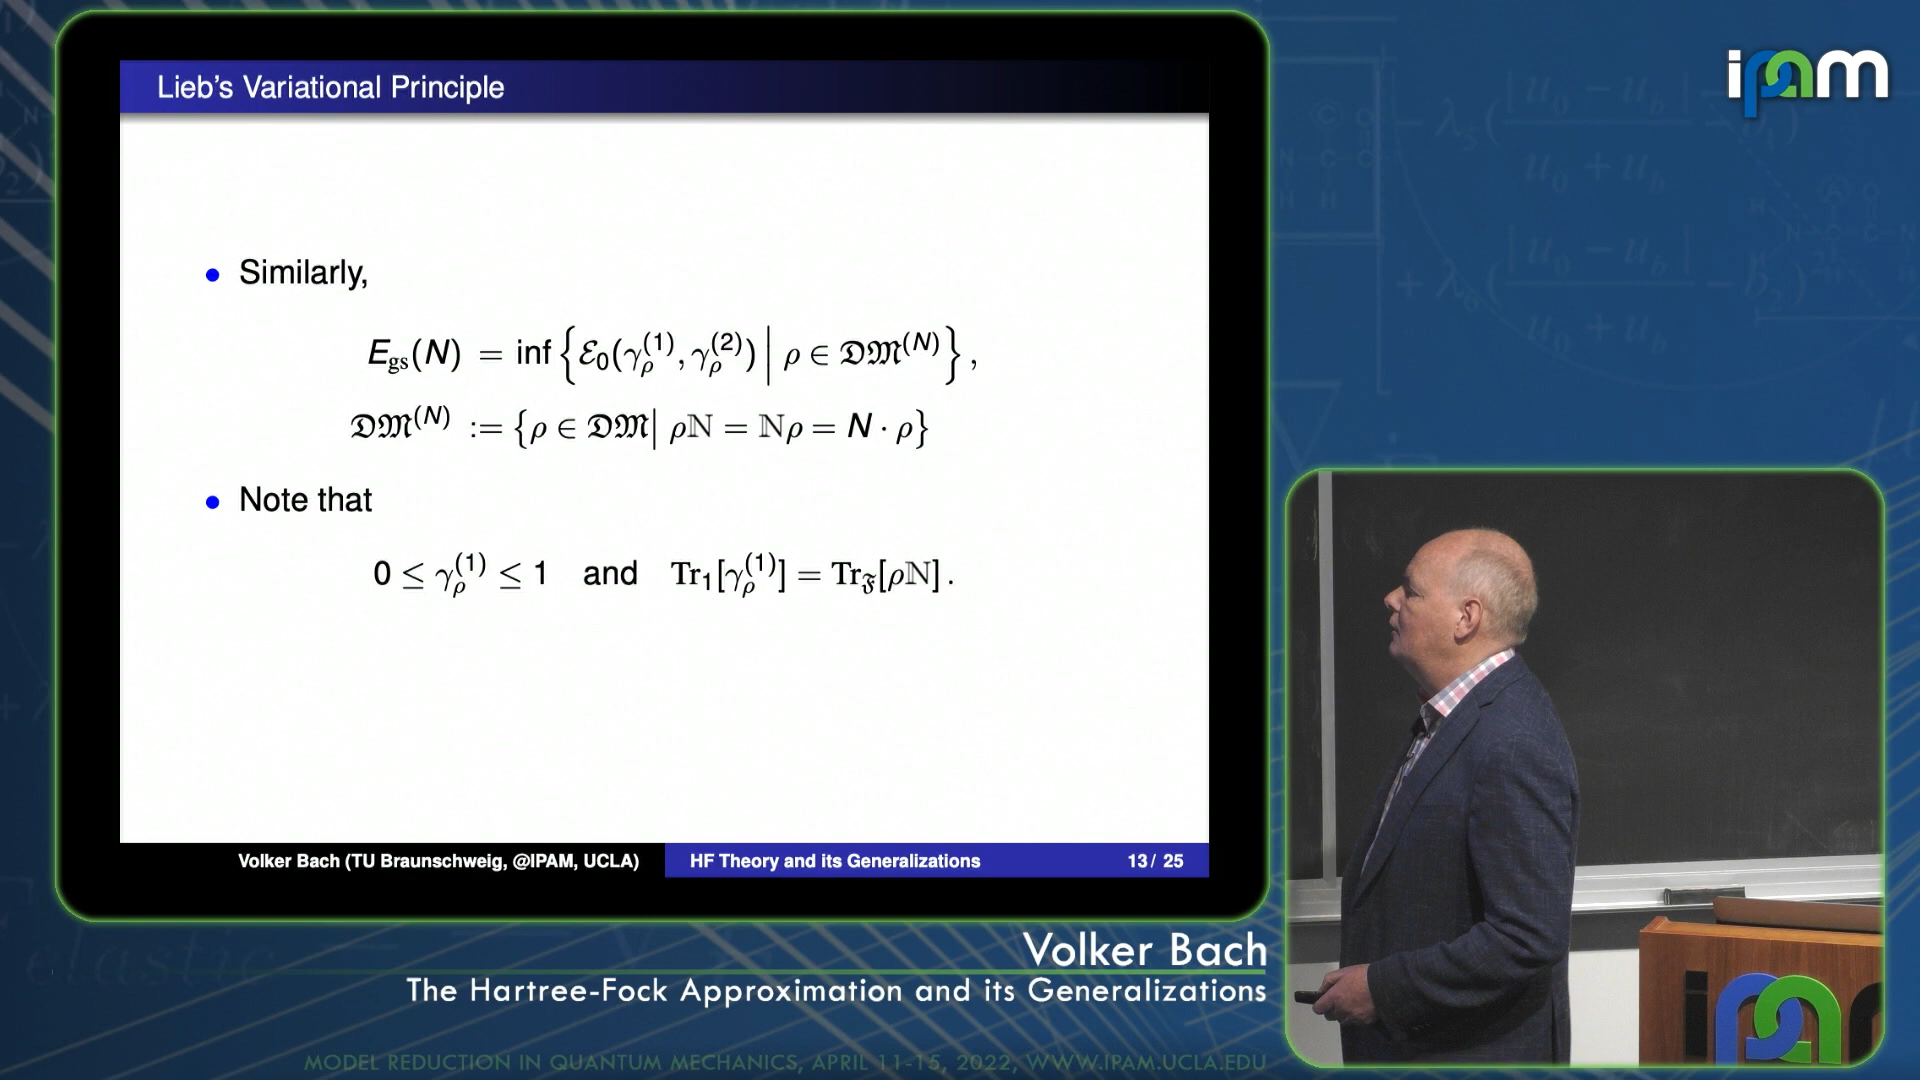 Lieb's Variational Principle
ipam
• Similarly,
E_gs(N) = inf { ℰ₀(γ_ρ^(1), γ_ρ^(2)) | ρ ∈ 𝔇𝔐^(N) } ,
𝔇𝔐^(N) := {ρ ∈ 𝔇𝔐| ρℕ = ℕρ = N · ρ}
• Note that
0 ≤ γ_ρ^(1) ≤ 1 and Tr₁[γ_ρ^(1)] = Tr_𝔉[ρℕ] .
Volker Bach (TU Braunschweig, @IPAM, UCLA) HF Theory and its Generalizations 13 / 25
Volker Bach
The Hartree-Fock Approximation and its Generalizations
elastic
MODEL REDUCTION IN QUANTUM MECHANICS, APRIL 11-15, 2022, WWW.IPAM.UCLA.EDU